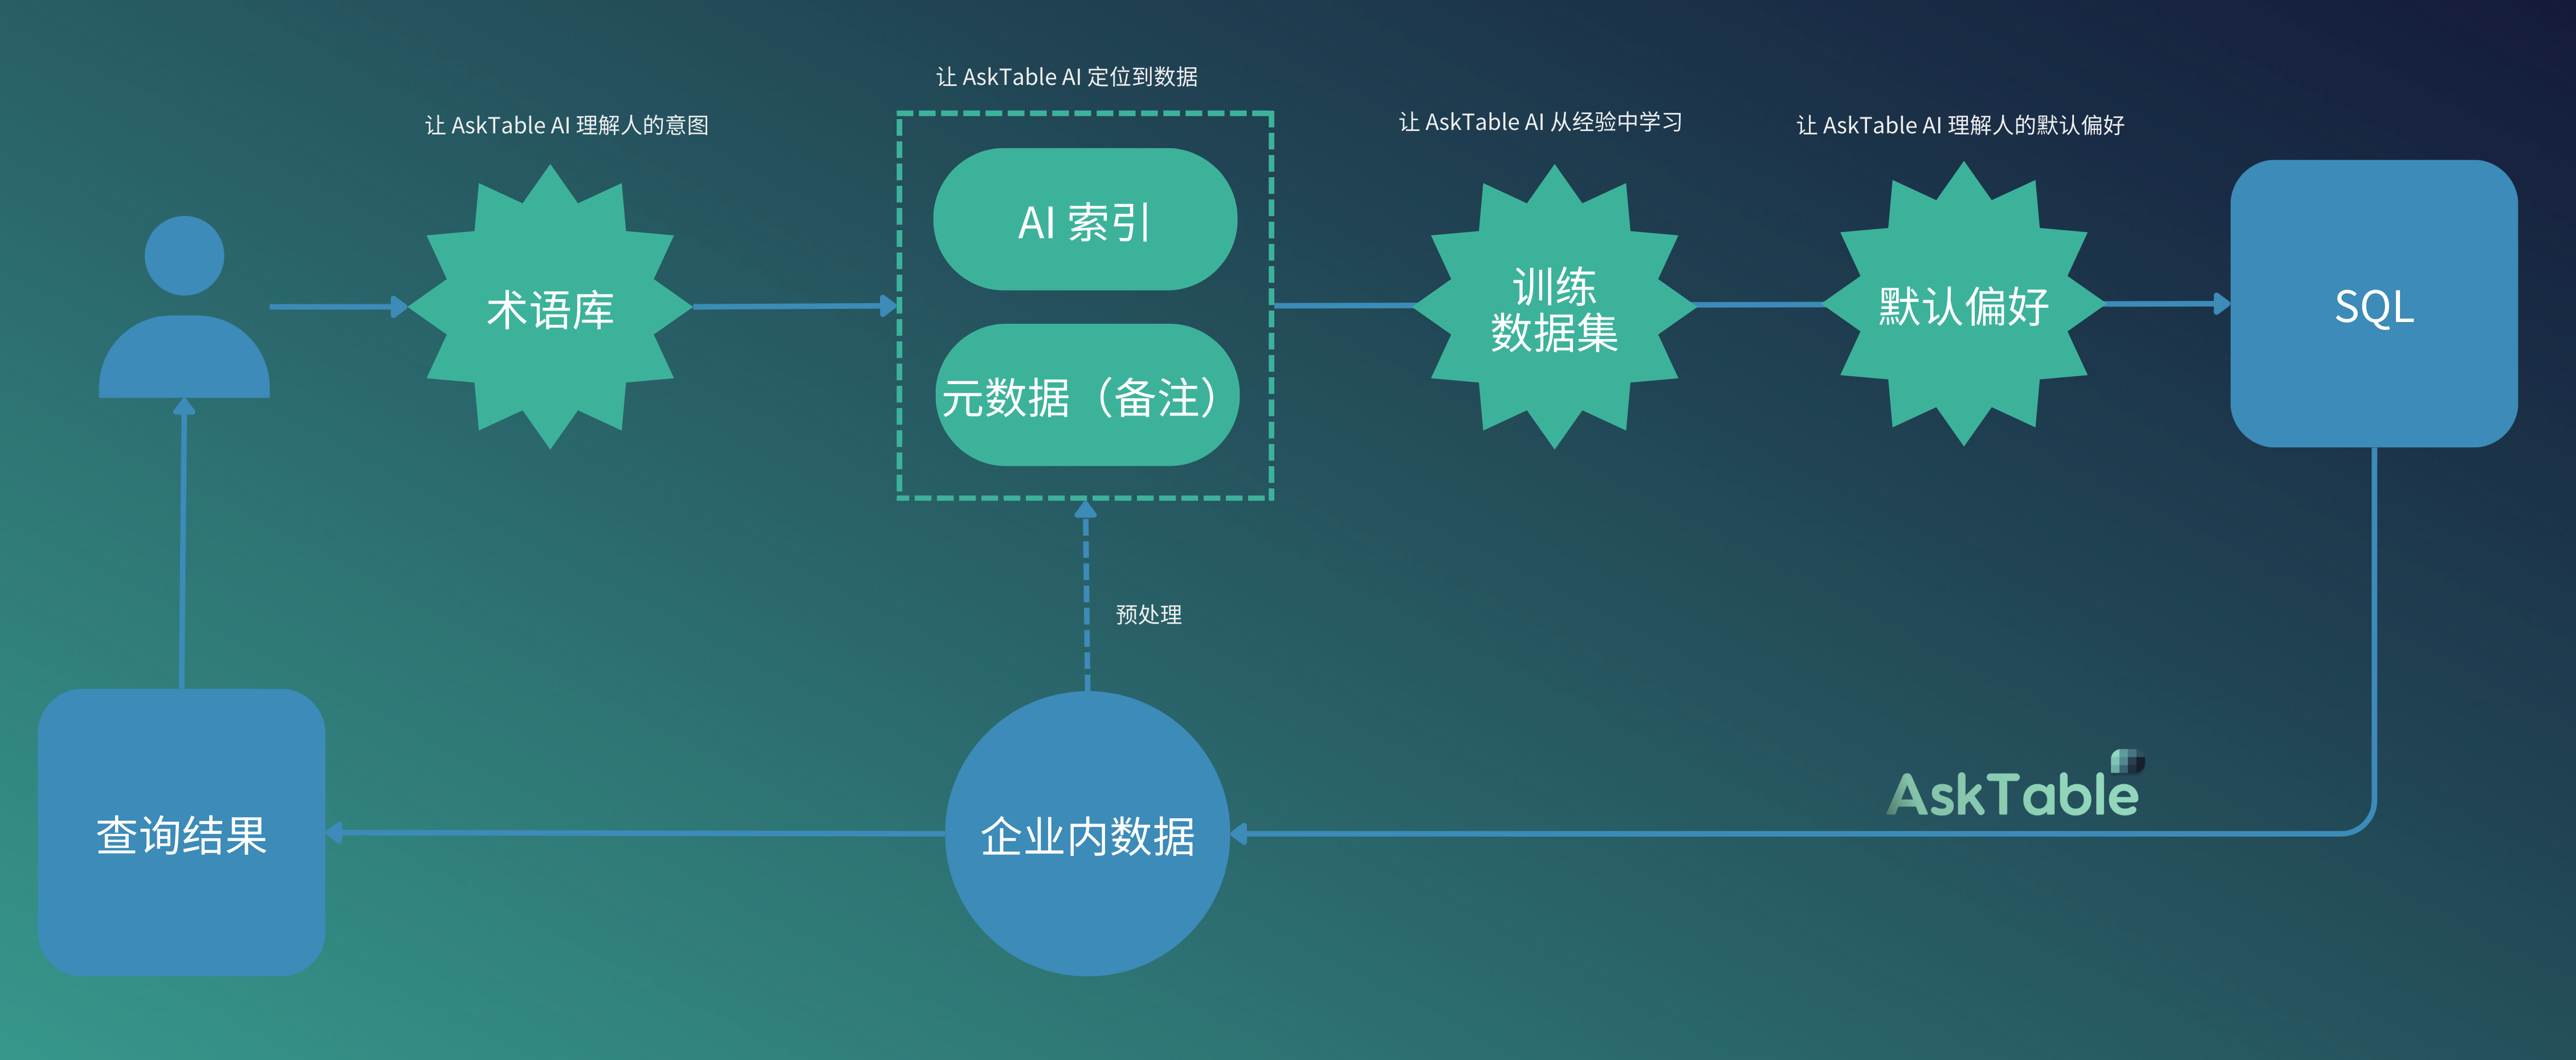 让 AskTable AI 定位到数据
让 AskTable AI 理解人的意图
让 AskTable AI 从经验中学习
让 AskTable AI 理解人的默认偏好
术语库
AI 索引
元数据（备注）
训练
数据集
默认偏好
SQL
预处理
查询结果
企业内数据
AskTable